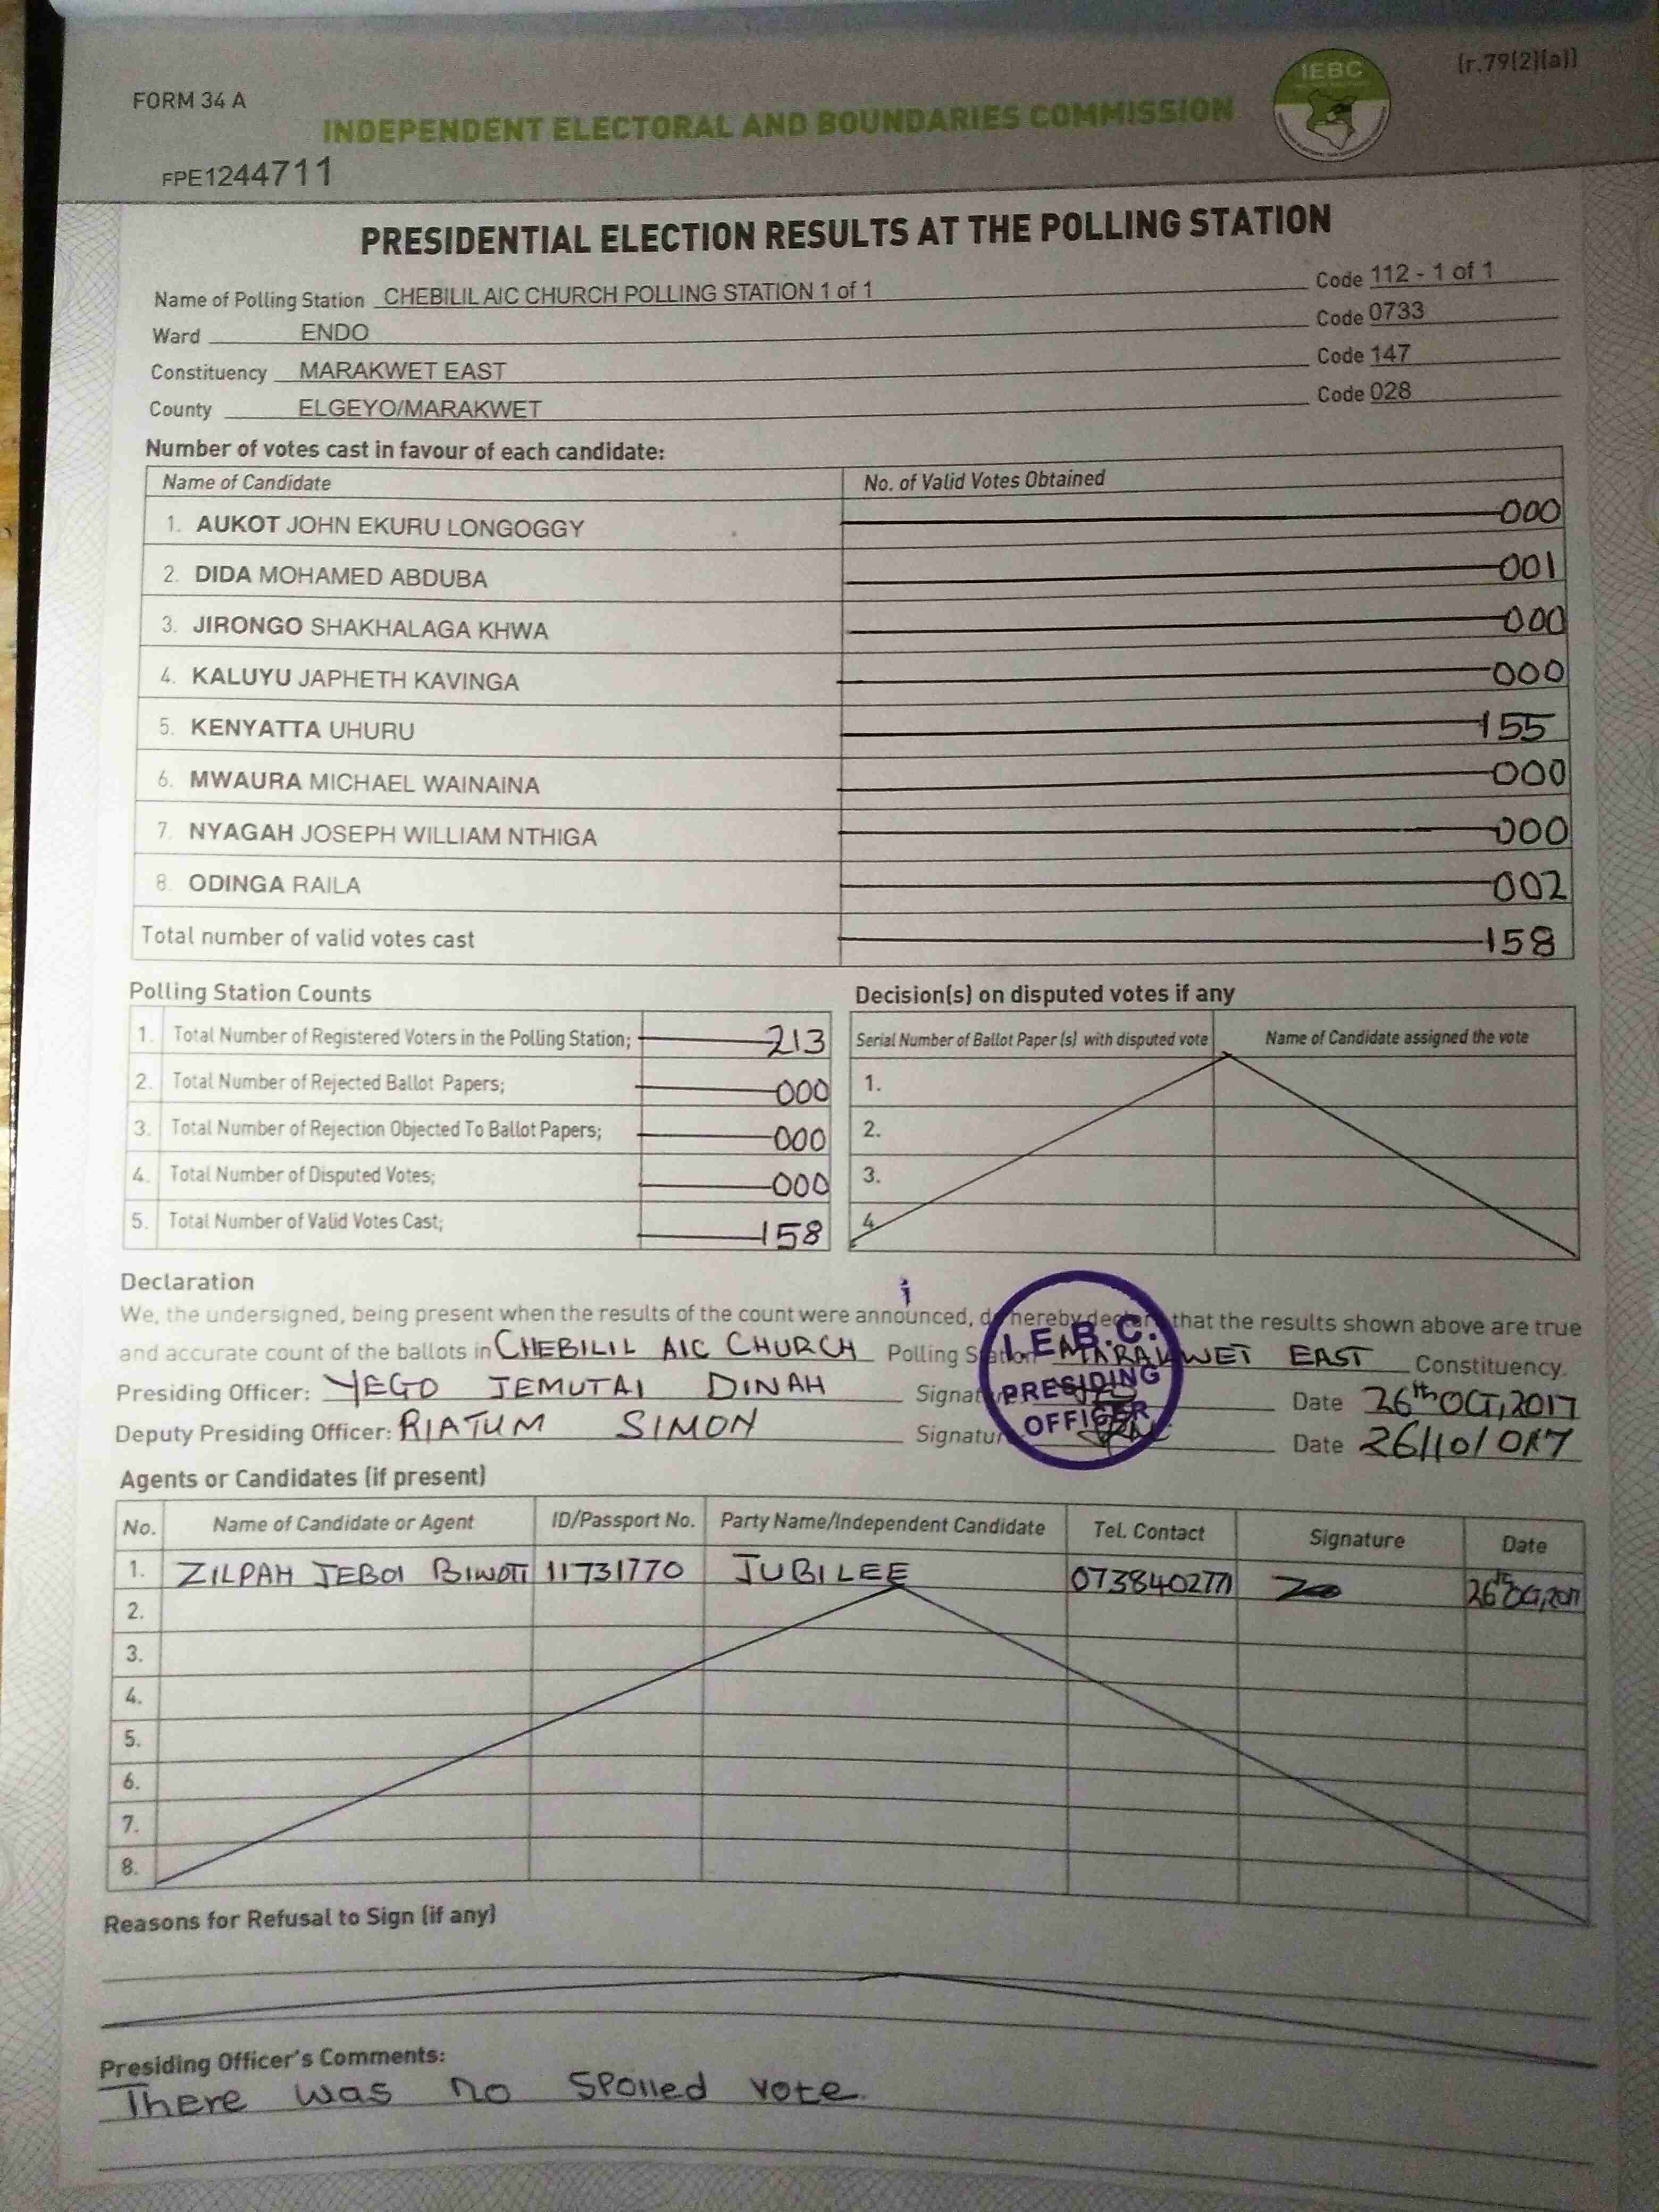 (r.79(2)(a))
FORM 34 A
IEBC
INDEPENDENT ELECTORAL AND BOUNDARIES COMMISSION
FPE1244711
PRESIDENTIAL ELECTION RESULTS AT THE POLLING STATION
Name of Polling Station CHEBILIL AIC CHURCH POLLING STATION 1 of 1 Code 112 - 1 of 1
Ward ENDO Code 0733
Constituency MARAKWET EAST Code 147
County ELGEYO/MARAKWET Code 028
Number of votes cast in favour of each candidate:
Name of Candidate No. of Valid Votes Obtained
1. AUKOT JOHN EKURU LONGOGGY 000
2. DIDA MOHAMED ABDUBA 001
3. JIRONGO SHAKHALAGA KHWA 000
4. KALUYU JAPHETH KAVINGA 000
5. KENYATTA UHURU 155
6. MWAURA MICHAEL WAINAINA 000
7. NYAGAH JOSEPH WILLIAM NTHIGA 000
8. ODINGA RAILA 002
Total number of valid votes cast 158
Polling Station Counts
1. Total Number of Registered Voters in the Polling Station; 213
2. Total Number of Rejected Ballot Papers; 000
3. Total Number of Rejection Objected To Ballot Papers; 000
4. Total Number of Disputed Votes; 000
5. Total Number of Valid Votes Cast; 158
Decision(s) on disputed votes if any
Serial Number of Ballot Paper (s) with disputed vote Name of Candidate assigned the vote
1.
2.
3.
4.
Declaration
We, the undersigned, being present when the results of the count were announced, do hereby declare that the results shown above are true
and accurate count of the ballots in CHEBILIL AIC CHURCH Polling Station MARAKWET EAST Constituency.
Presiding Officer: YEGO JEMUTAI DINAH Signature Date 26th OCT, 2017
Deputy Presiding Officer: RIATUM SIMON Signature Date 26/10/
I.E.B.C.
PRESIDING
OFFICER
Agents or Candidates (if present)
No. Name of Candidate or Agent ID/Passport No. Party Name/Independent Candidate Tel. Contact Signature Date
1. ZILPAH JEBOI BIWOTT 11731770 JUBILEE 0738402771 26th OCT, 2017
2.
3.
4.
5.
6.
7.
8.
Reasons for Refusal to Sign (if any)
Presiding Officer's Comments:
There was no spoiled vote.